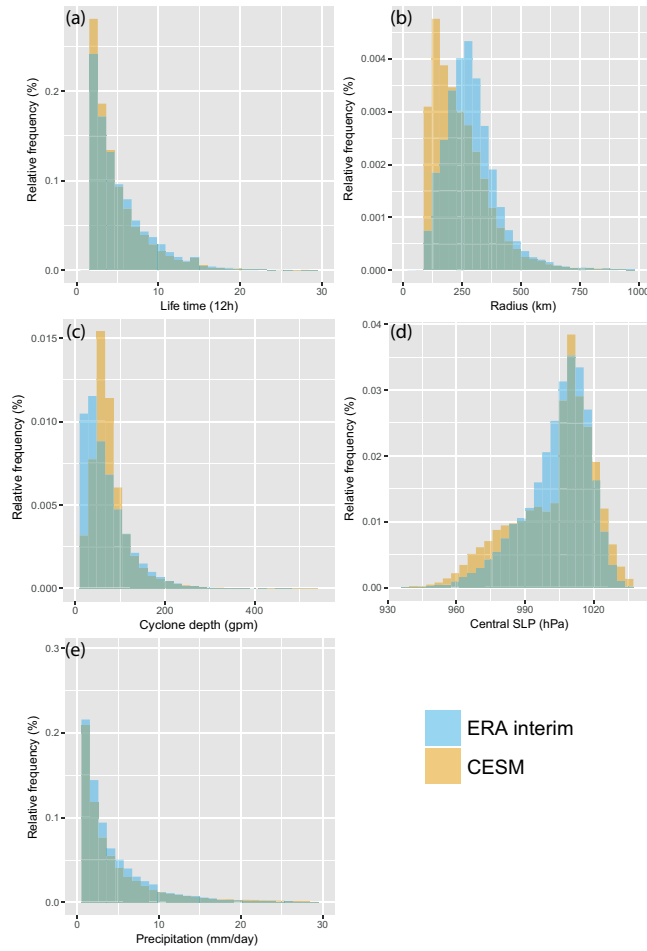 (a)
Relative frequency (%)
0.2
0.1
0.0
0 10 20 30
Life time (12h)
(b)
Relative frequency (%)
0.004
0.003
0.002
0.001
0.000
0 250 500 750 1000
Radius (km)
(c)
Relative frequency (%)
0.015
0.010
0.005
0.000
0 200 400
Cyclone depth (gpm)
(d)
Relative frequency (%)
0.04
0.03
0.02
0.01
0.00
930 960 990 1020
Central SLP (hPa)
(e)
Relative frequency (%)
0.3
0.2
0.1
0.0
0 10 20 30
Precipitation (mm/day)
ERA interim
CESM